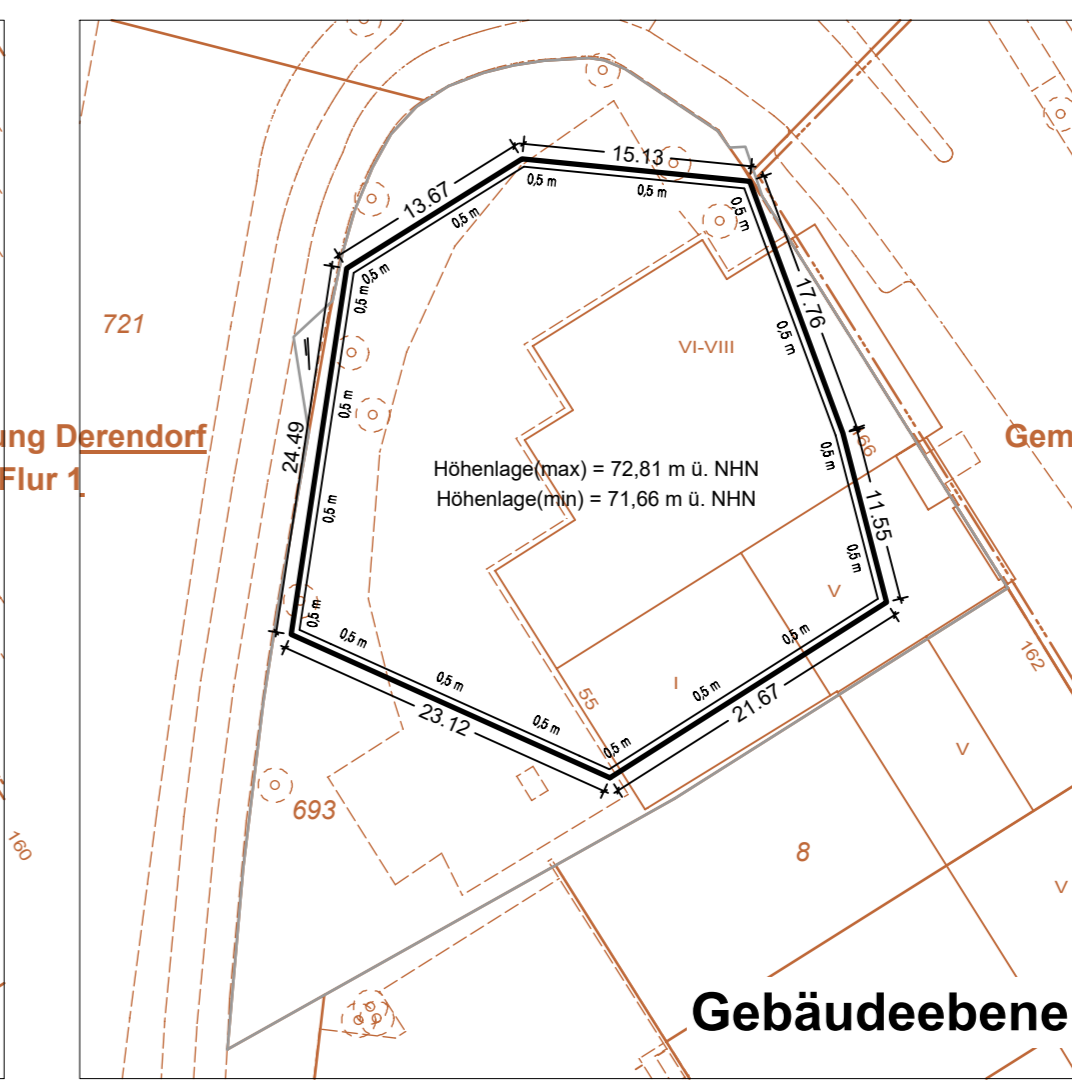 15.13
13.67
0,5 m
0,5 m
0,5 m
0,5 m
0,5 m
0,5 m
17.76
0,5 m
721
VI-VIII
0,5 m
ung Derendorf
Gem
24.49
66
0,5 m
Flur 1
Höhenlage(max) = 72,81 m ü. NHN
Höhenlage(min) = 71,66 m ü. NHN
0,5 m
11.55
0,5 m
V
0,5 m
0,5 m
0,5 m
162
I
0,5 m
0,5 m
55
21.67
23.12
0,5 m
0,5 m
V
693
160
8
V
Gebäudeebene